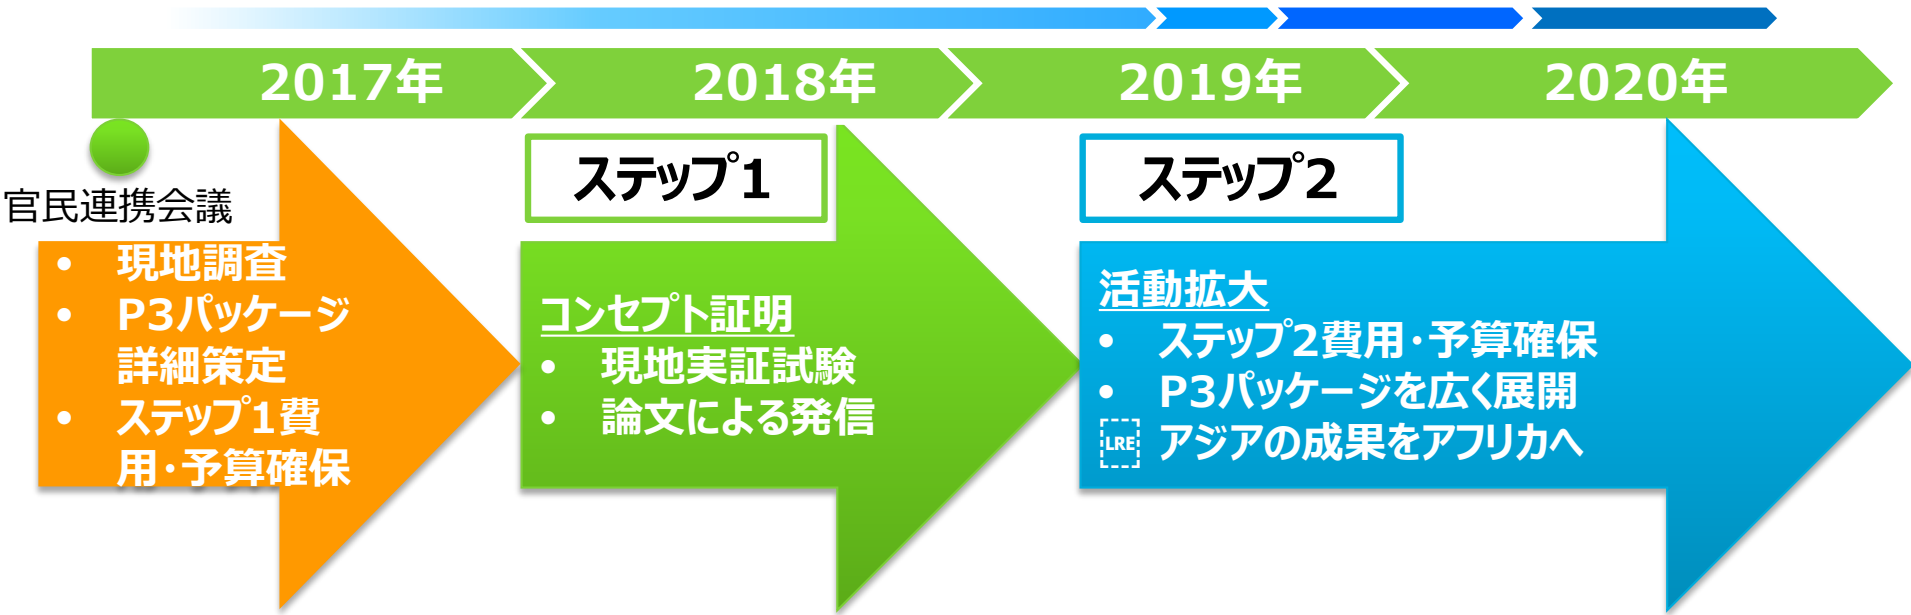 2017年 2018年 2019年 2020年
官民連携会議
ステップ1
ステップ2
• 現地調査
• P3パッケージ
詳細策定
• ステップ1費
用・予算確保
コンセプト証明
• 現地実証試験
• 論文による発信
活動拡大
• ステップ2費用・予算確保
• P3パッケージを広く展開
LRE アジアの成果をアフリカへ